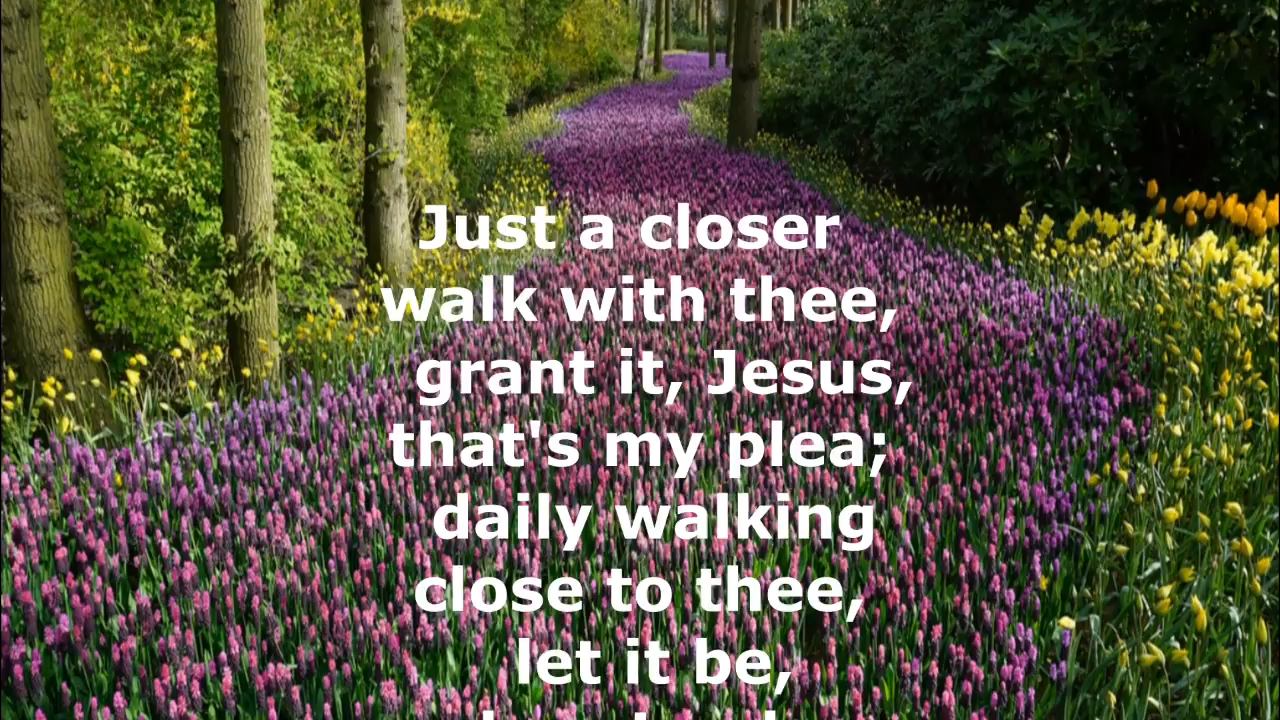 Just a closer
walk with thee,
grant it, Jesus,
that's my plea;
daily walking
close to thee,
let it be,